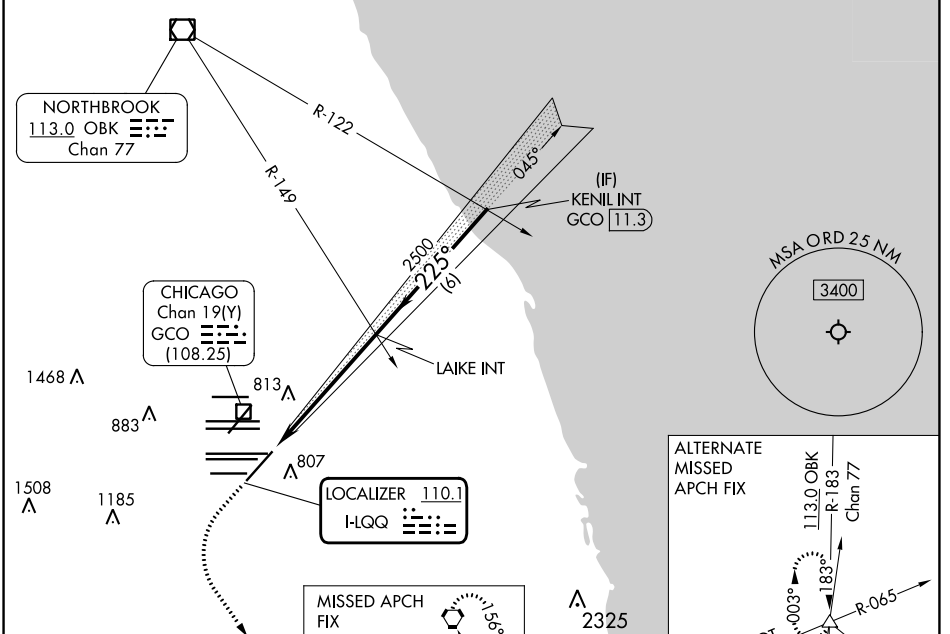 NORTHBROOK
113.0 OBK
Chan 77
R-122
R-149
045°
(IF)
KENIL INT
GCO 11.3
2500
225°
(6)
MSA ORD 25 NM
3400
CHICAGO
Chan 19(Y)
GCO
(108.25)
LAIKE INT
1468
813
883
807
1508
1185
LOCALIZER 110.1
I-LQQ
ALTERNATE
MISSED
APCH FIX
113.0 OBK
R-183
Chan 77
MISSED APCH
FIX
156°
2325
003°
183°
R-065